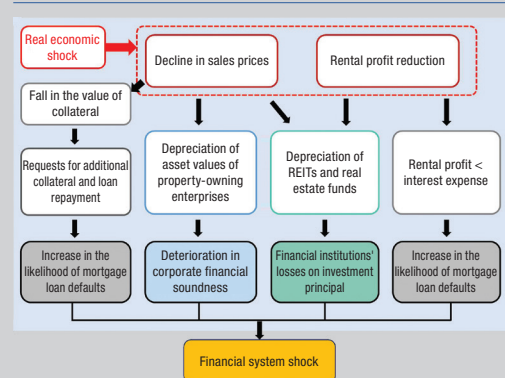 Real economic
shock
Decline in sales prices
Rental profit reduction
Fall in the value of
collateral
Requests for additional
collateral and loan
repayment
Depreciation of
asset values of
property-owning
enterprises
Depreciation of
REITs and real
estate funds
Rental profit <
interest expense
Increase in the
likelihood of mortgage
loan defaults
Deterioration in
corporate financial
soundness
Financial institutions'
losses on investment
principal
Increase in the
likelihood of mortgage
loan defaults
Financial system shock